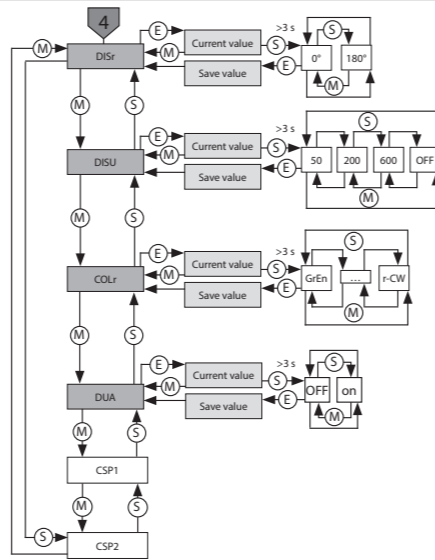 4
M DISr E Current value >3 s S 0° S 180°
M Save value E M
M S
DISU E Current value >3 s S 50 200 600 OFF S
M Save value E M
M S
COLr E Current value >3 s S GrEn ... r-CW S
M Save value E M
M S
DUA E Current value >3 s S OFF on S
M Save value E M
M S
CSP1
M S
S CSP2